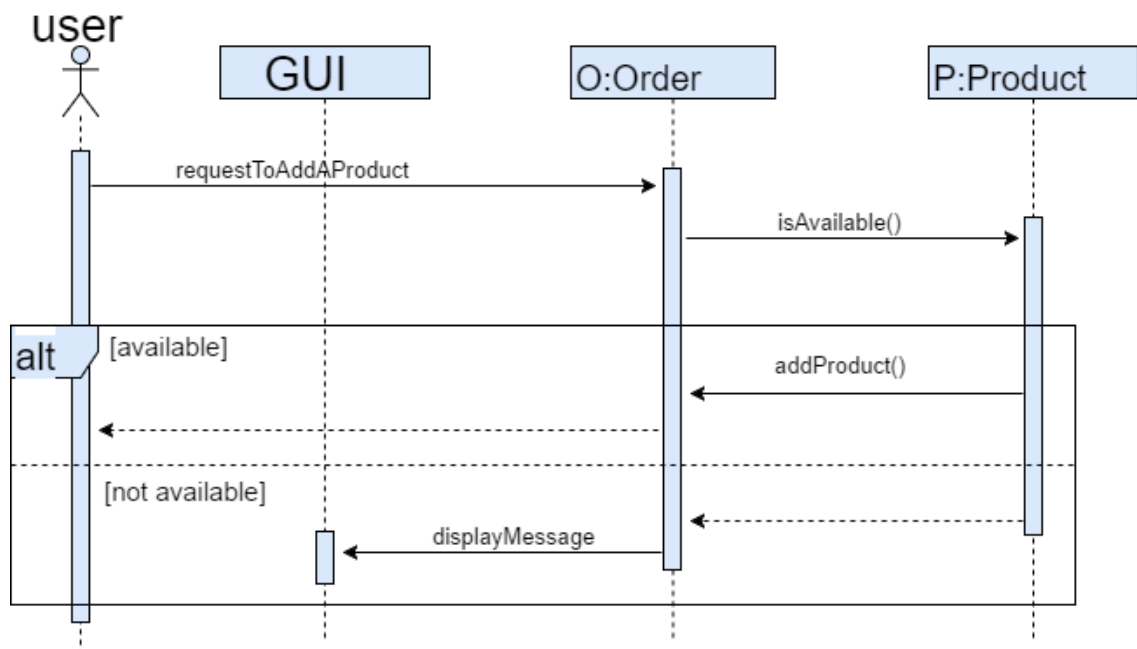 user
GUI
O:Order
P:Product
requestToAddAProduct
isAvailable()
alt
[available]
addProduct()
[not available]
displayMessage